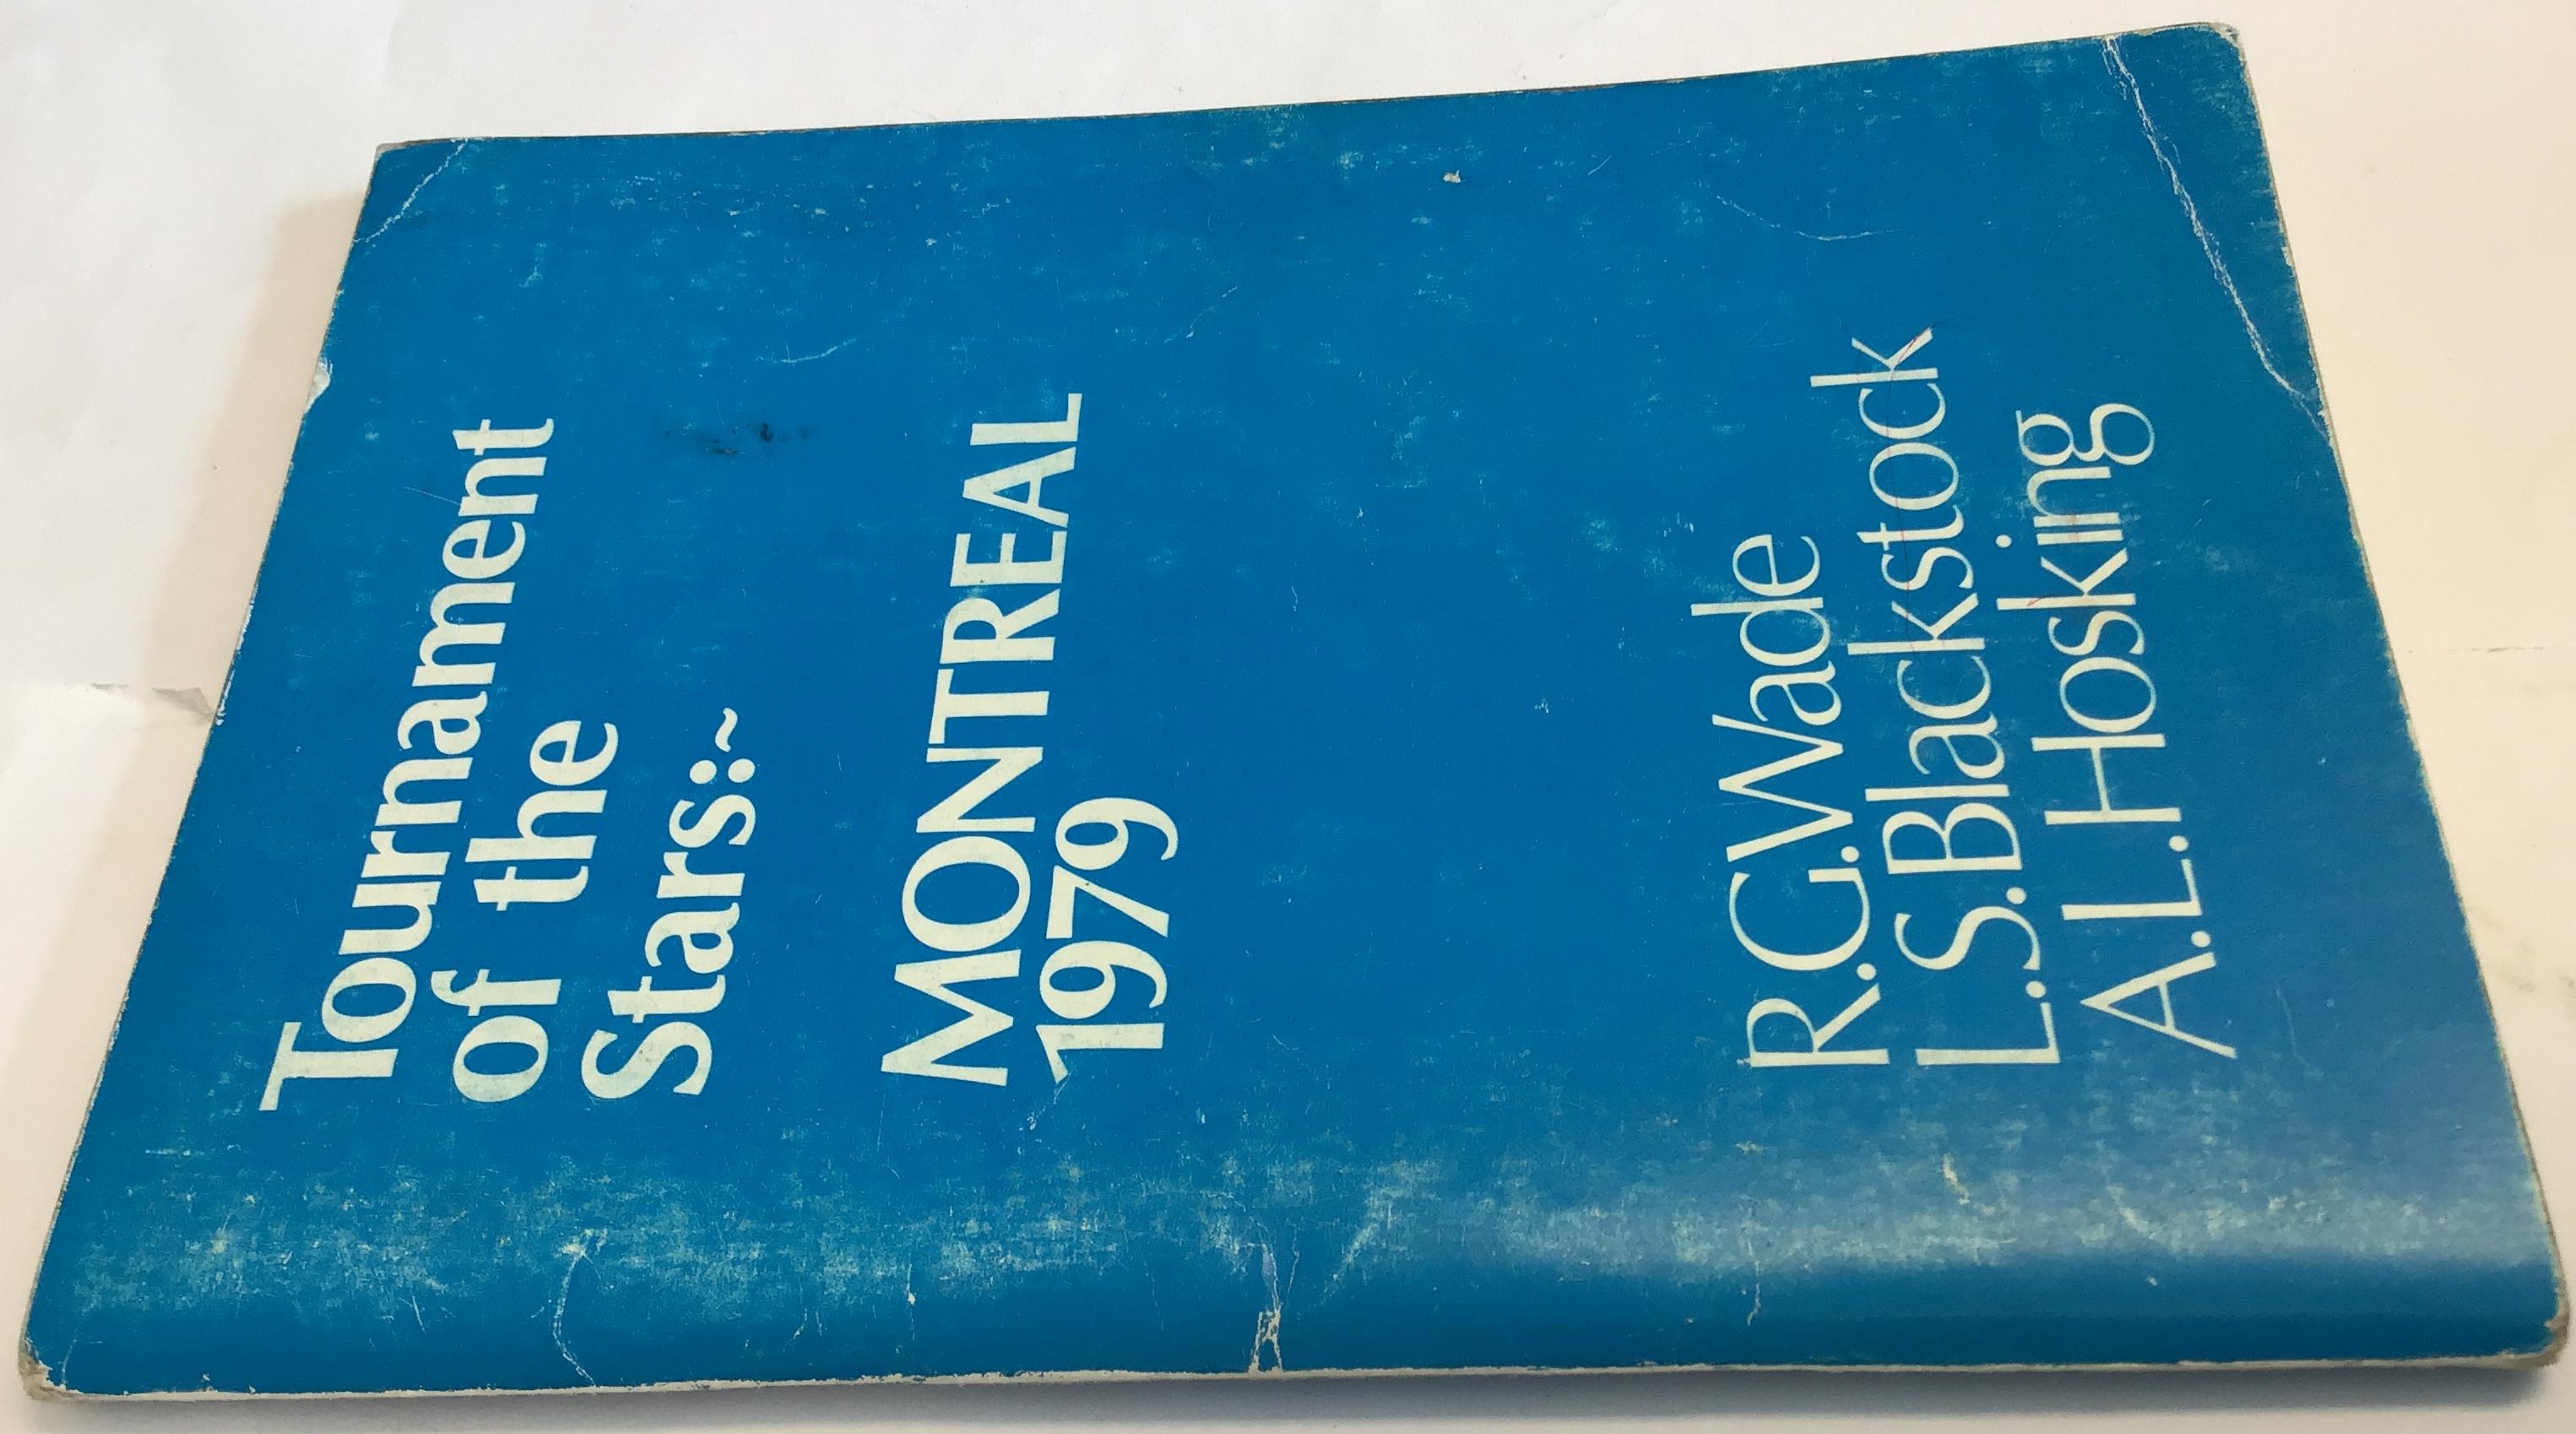 Tournament
of the
Stars:~
MONTREAL
1979
R.G.Wade
L.S.Blackstock
A.L.Hosking